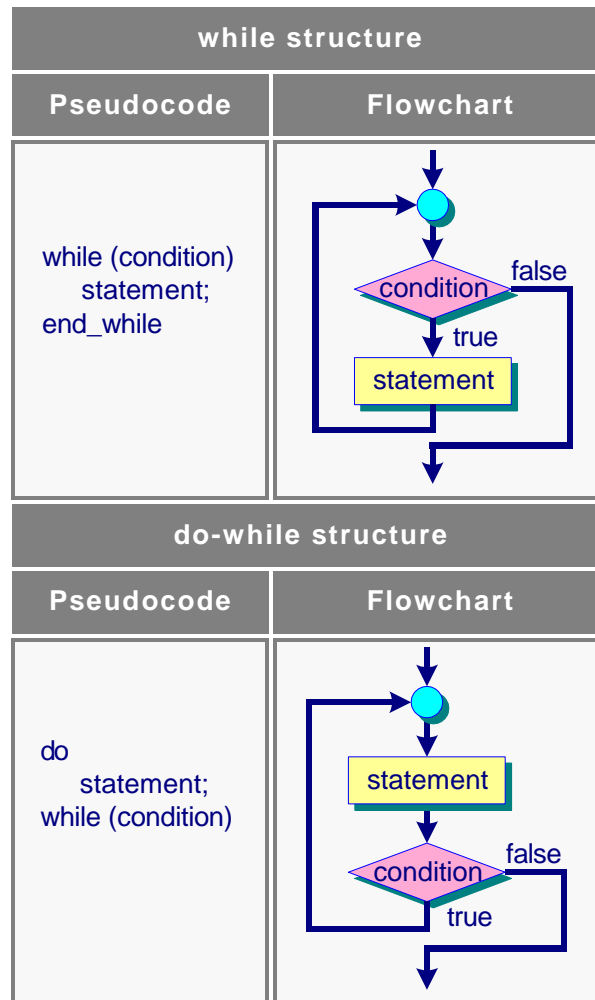 while structure
Pseudocode
Flowchart
while (condition)
statement;
end_while
condition
false
true
statement
do-while structure
Pseudocode
Flowchart
do
statement;
while (condition)
statement
condition
false
true